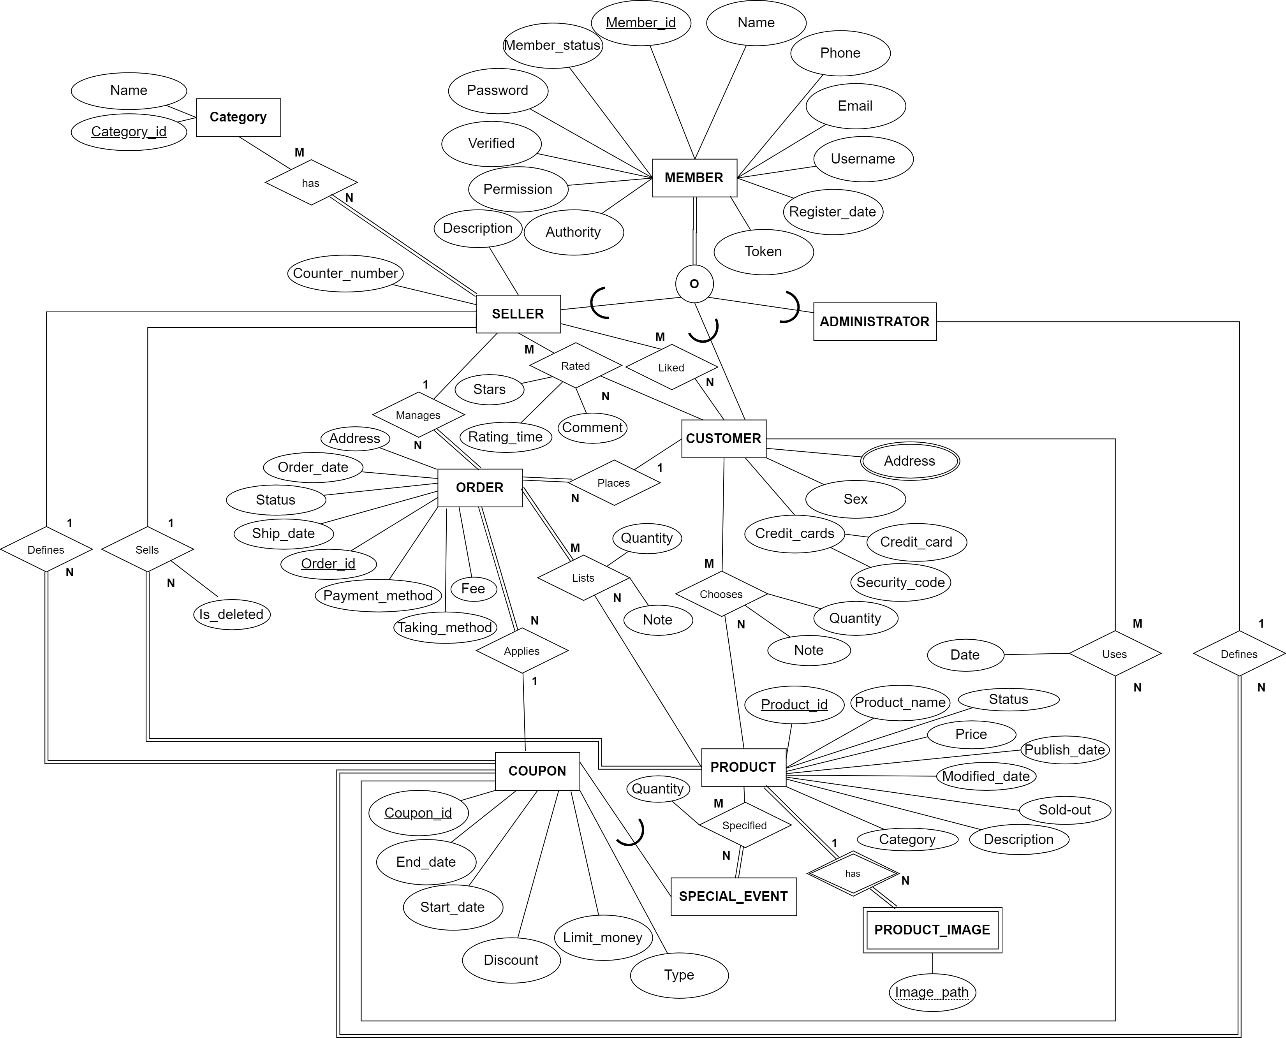 Member_id
Name
Member_status
Phone
Password
Name
Email
Category
Category_id
Verified
M
Username
has
MEMBER
Permission
N
Register_date
Description
Authority
Token
Counter_number
O
SELLER
ADMINISTRATOR
M
M
Rated
Liked
1
N
Stars
N
Manages
Comment
Rating_time
Address
N
CUSTOMER
Address
Order_date
1
ORDER
Places
Status
N
Sex
1
1
Ship_date
Credit_cards
Quantity
Credit_card
Defines
Sells
M
Order_id
M
N
N
Lists
Security_code
Fee
Payment_method
N
Chooses
Is_deleted
Quantity
Note
Taking_method
N
N
M
1
Note
Applies
Date
Uses
Defines
1
N
N
Product_id
Product_name
Status
Price
Publish_date
PRODUCT
COUPON
Modified_date
Quantity
M
Coupon_id
Sold-out
Specified
Category
Description
1
N
End_date
has
N
SPECIAL_EVENT
Start_date
PRODUCT_IMAGE
Limit_money
Discount
Type
Image_path